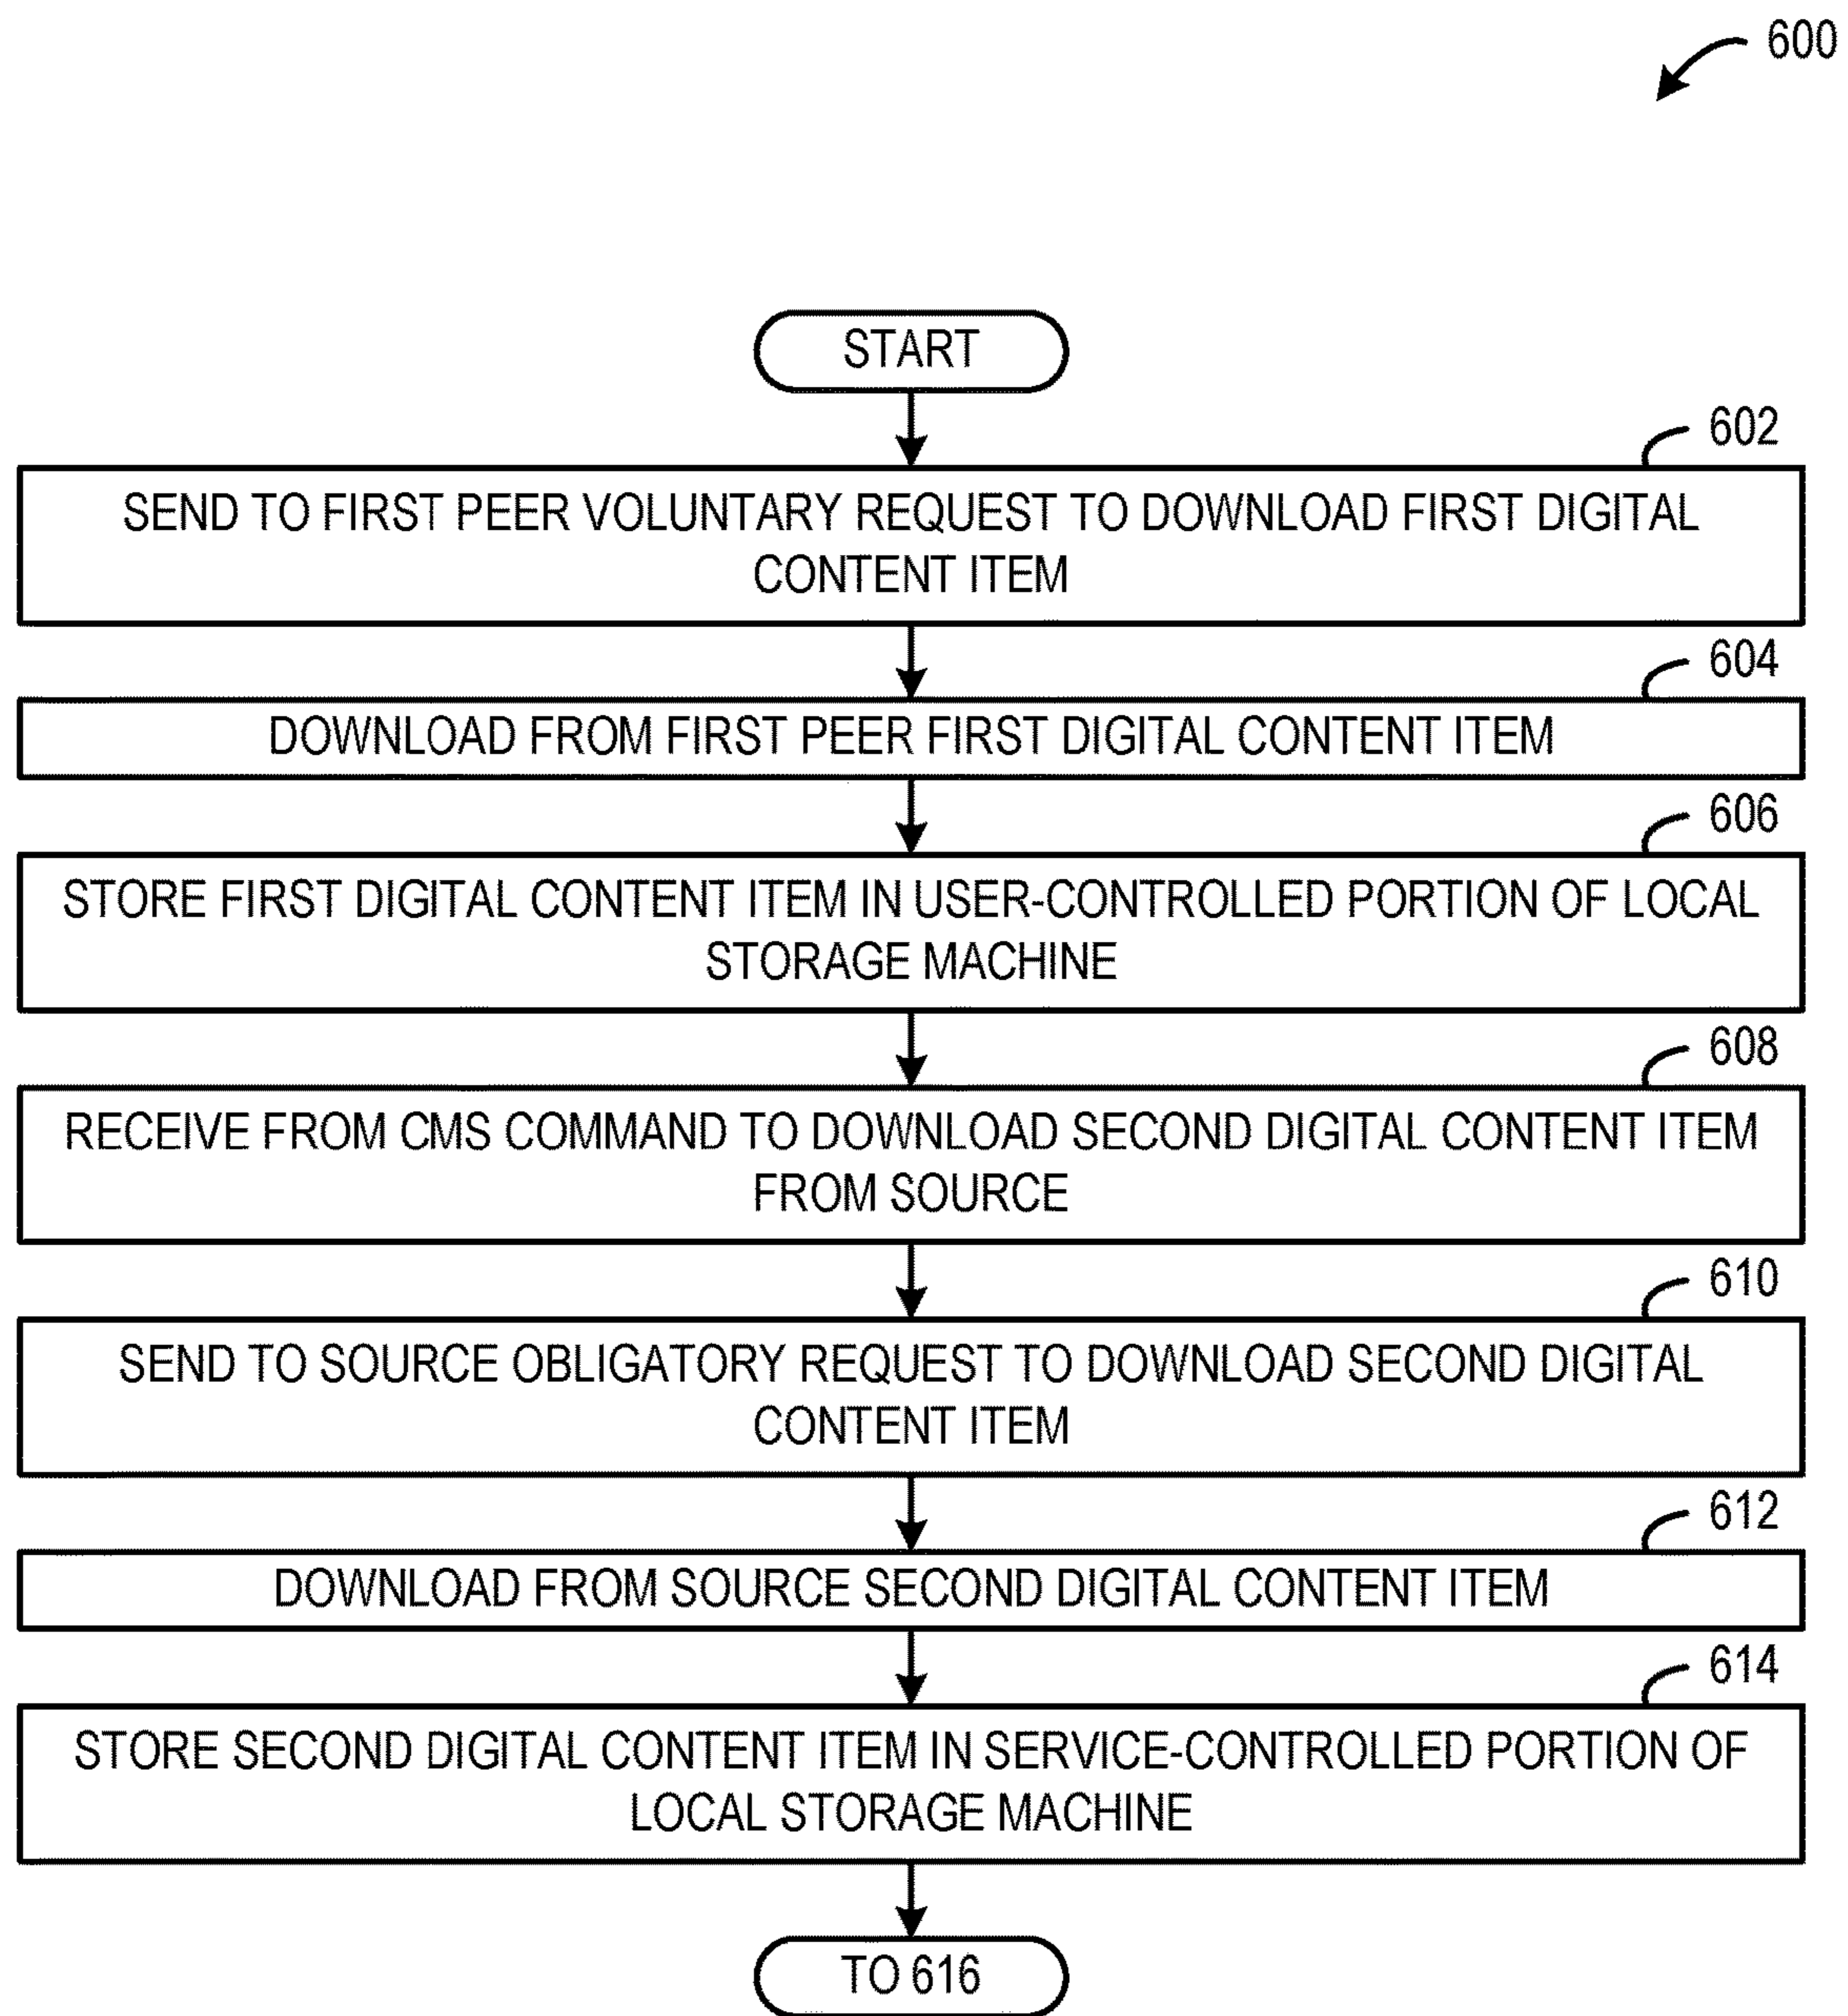 600
START
602
SEND TO FIRST PEER VOLUNTARY REQUEST TO DOWNLOAD FIRST DIGITAL
CONTENT ITEM
604
DOWNLOAD FROM FIRST PEER FIRST DIGITAL CONTENT ITEM
606
STORE FIRST DIGITAL CONTENT ITEM IN USER-CONTROLLED PORTION OF LOCAL
STORAGE MACHINE
608
RECEIVE FROM CMS COMMAND TO DOWNLOAD SECOND DIGITAL CONTENT ITEM
FROM SOURCE
610
SEND TO SOURCE OBLIGATORY REQUEST TO DOWNLOAD SECOND DIGITAL
CONTENT ITEM
612
DOWNLOAD FROM SOURCE SECOND DIGITAL CONTENT ITEM
614
STORE SECOND DIGITAL CONTENT ITEM IN SERVICE-CONTROLLED PORTION OF
LOCAL STORAGE MACHINE
TO 616